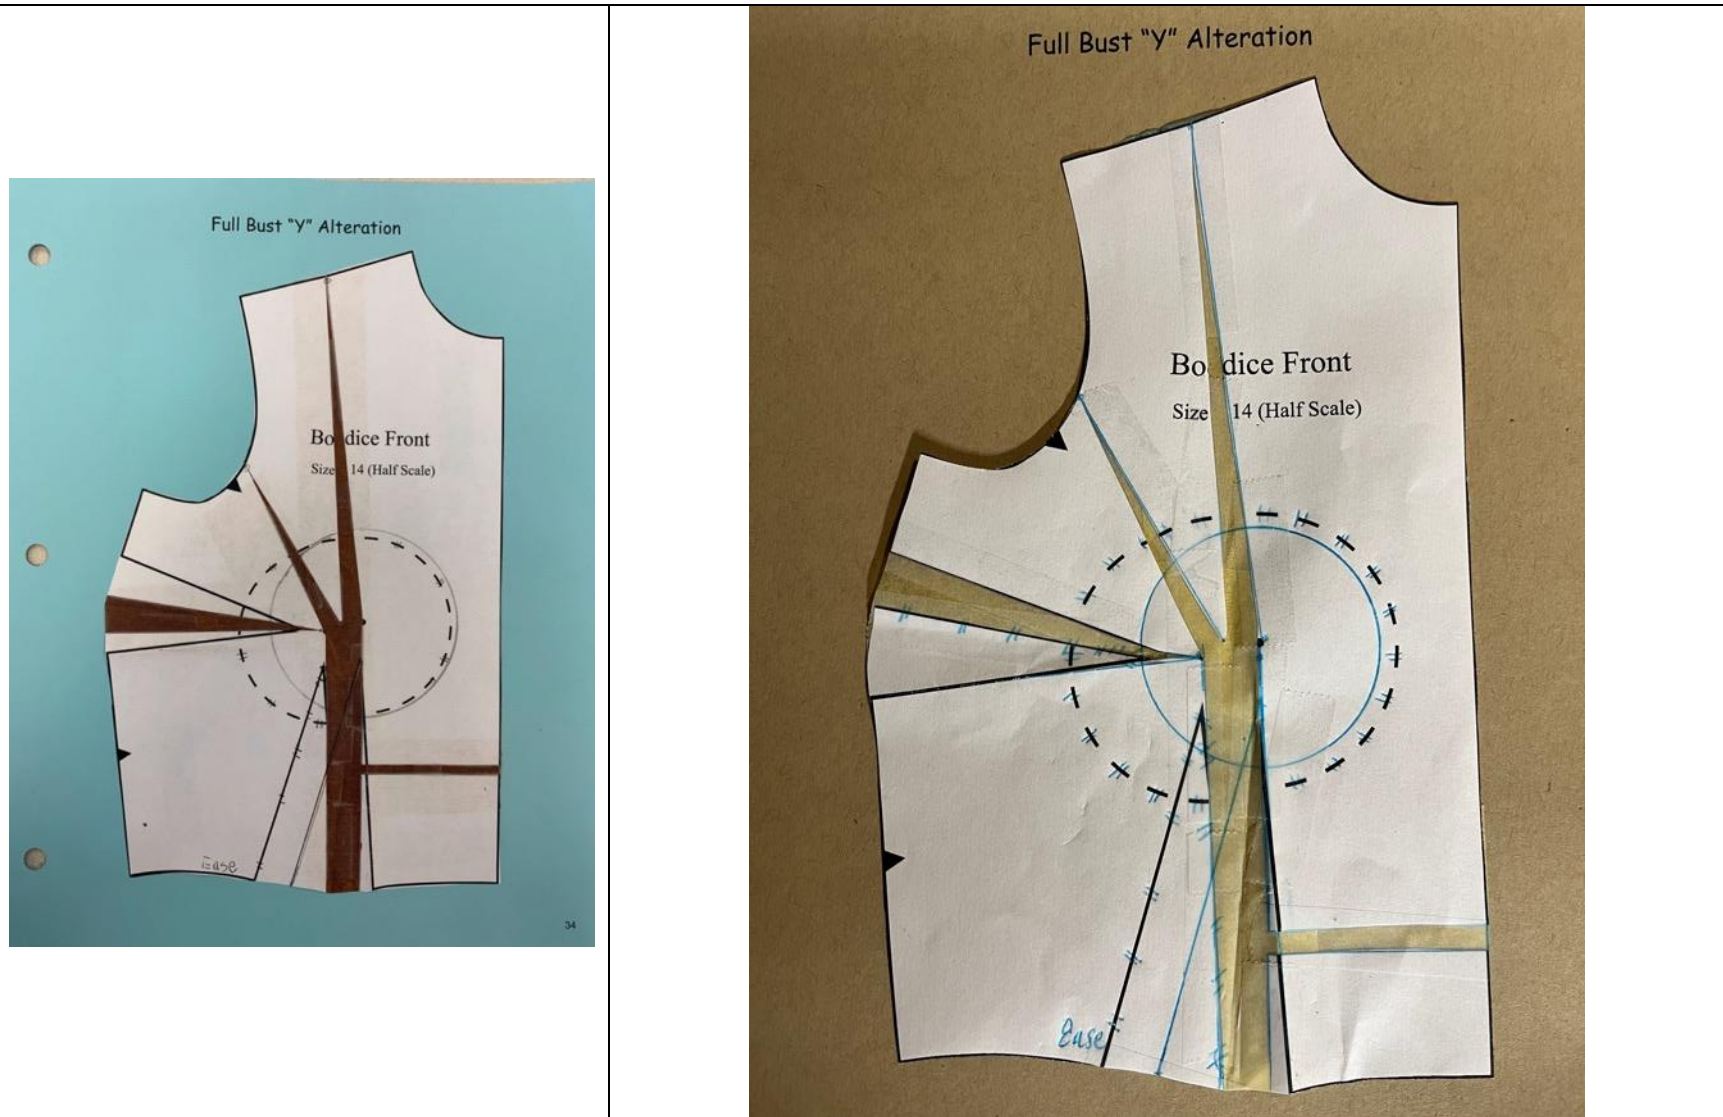 Full Bust “Y” Alteration
Bo dice Front
Size 14 (Half Scale)
Ease
34
Full Bust “Y” Alteration
Bo dice Front
Size 14 (Half Scale)
Ease